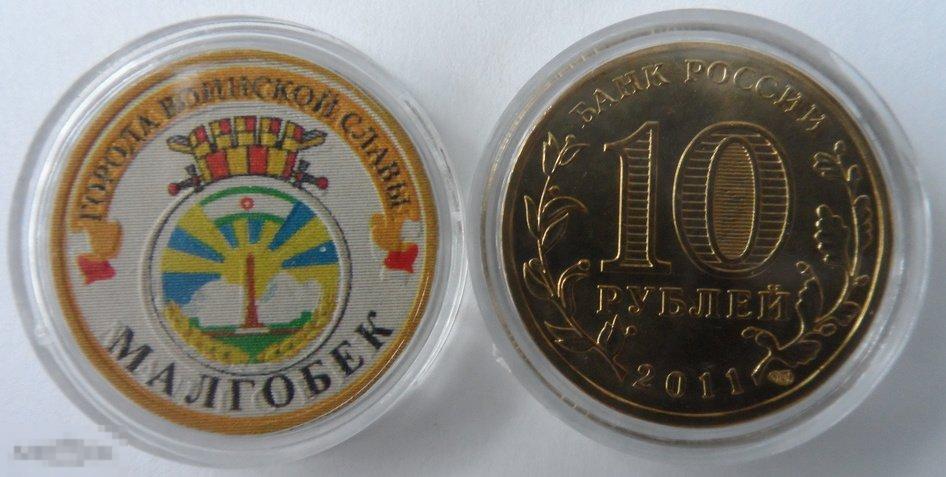 ГОРОДА ВОИНСКОЙ СЛАВЫ
МАЛГОБЕК
БАНК РОССИИ
10
РУБЛЕЙ
2011